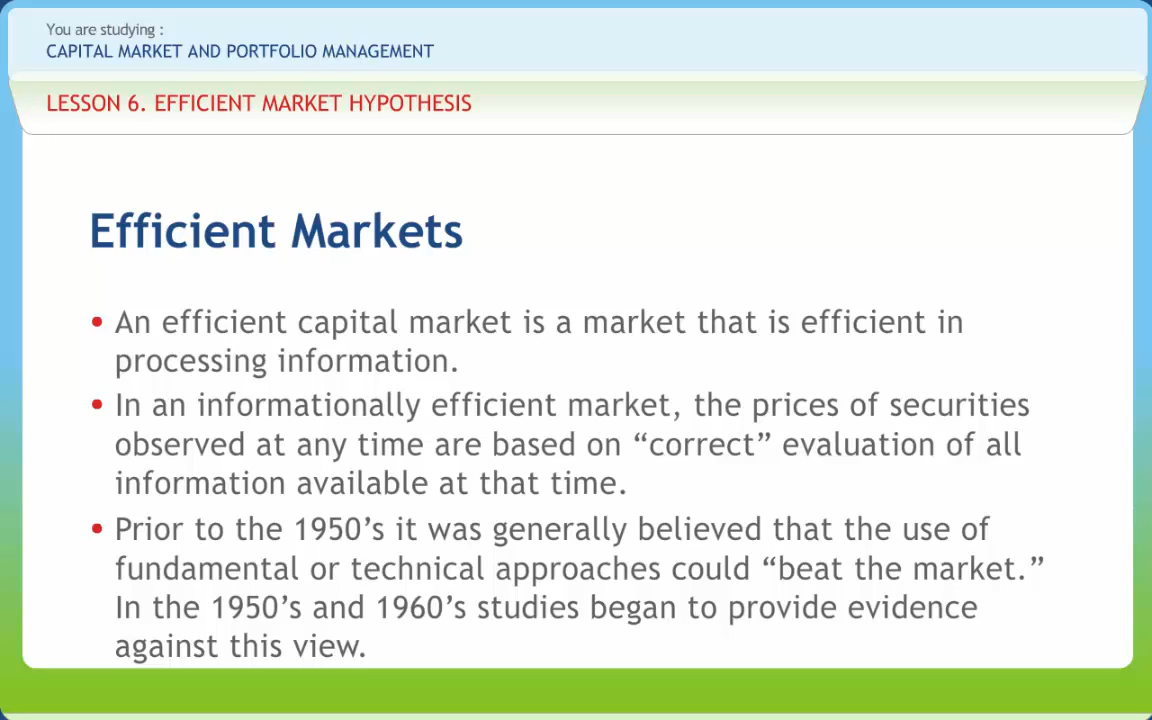 You are studying :
CAPITAL MARKET AND PORTFOLIO MANAGEMENT
LESSON 6. EFFICIENT MARKET HYPOTHESIS
Efficient Markets
• An efficient capital market is a market that is efficient in
processing information.
• In an informationally efficient market, the prices of securities
observed at any time are based on “correct” evaluation of all
information available at that time.
• Prior to the 1950’s it was generally believed that the use of
fundamental or technical approaches could “beat the market.”
In the 1950’s and 1960’s studies began to provide evidence
against this view.